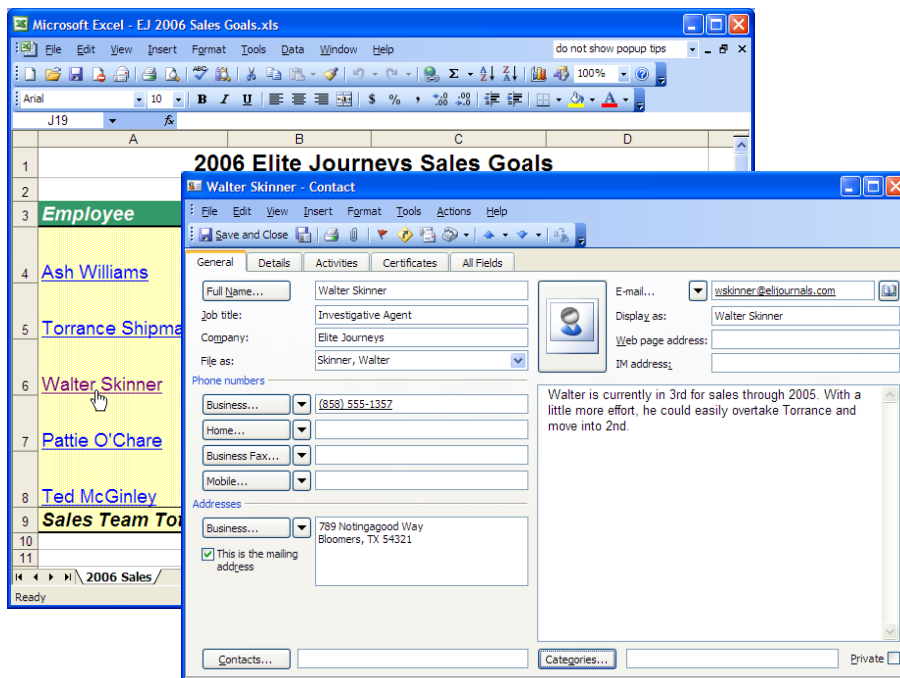 Microsoft Excel - EJ 2006 Sales Goals.xls
File Edit View Insert Format Tools Data Window Help
do not show popup tips
100%
Arial 10 B I U $ % ,
J19 fx
A B C D
1 2006 Elite Journeys Sales Goals
2
3 Employee
4 Ash Williams
5 Torrance Shipma
6 Walter Skinner
7 Pattie O'Chare
8 Ted McGinley
9 Sales Team Tot
10
11
2006 Sales
Ready
Walter Skinner - Contact
File Edit View Insert Format Tools Actions Help
Save and Close
General Details Activities Certificates All Fields
Full Name... Walter Skinner
Job title: Investigative Agent
Company: Elite Journeys
File as: Skinner, Walter
Phone numbers
Business... (858) 555-1357
Home...
Business Fax...
Mobile...
Addresses
Business... 789 Notingagood Way
Bloomers, TX 54321
This is the mailing
address
E-mail... wskinner@elijournals.com
Display as: Walter Skinner
Web page address:
IM address:
Walter is currently in 3rd for sales through 2005. With a
little more effort, he could easily overtake Torrance and
move into 2nd.
Contacts... Categories... Private